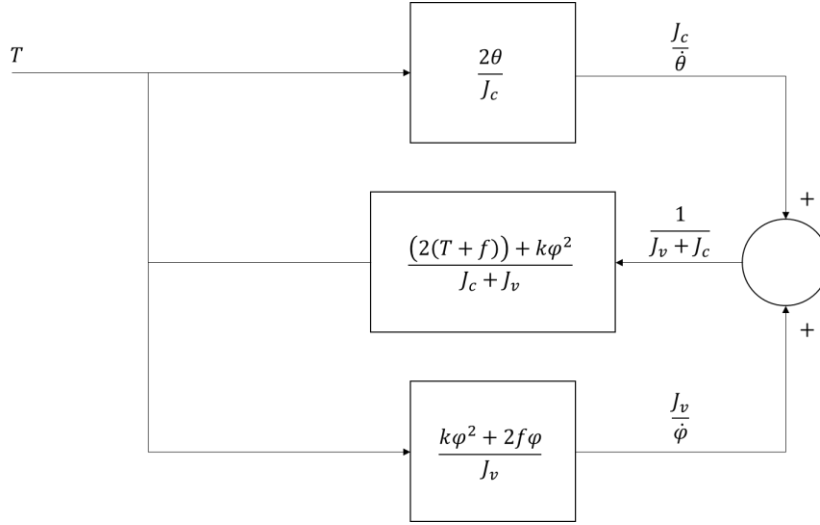 T
2θ
J_c
J_c
θ̇
+
(2(T + f)) + kφ²
J_c + J_v
1
J_v + J_c
+
kφ² + 2fφ
J_v
J_v
φ̇